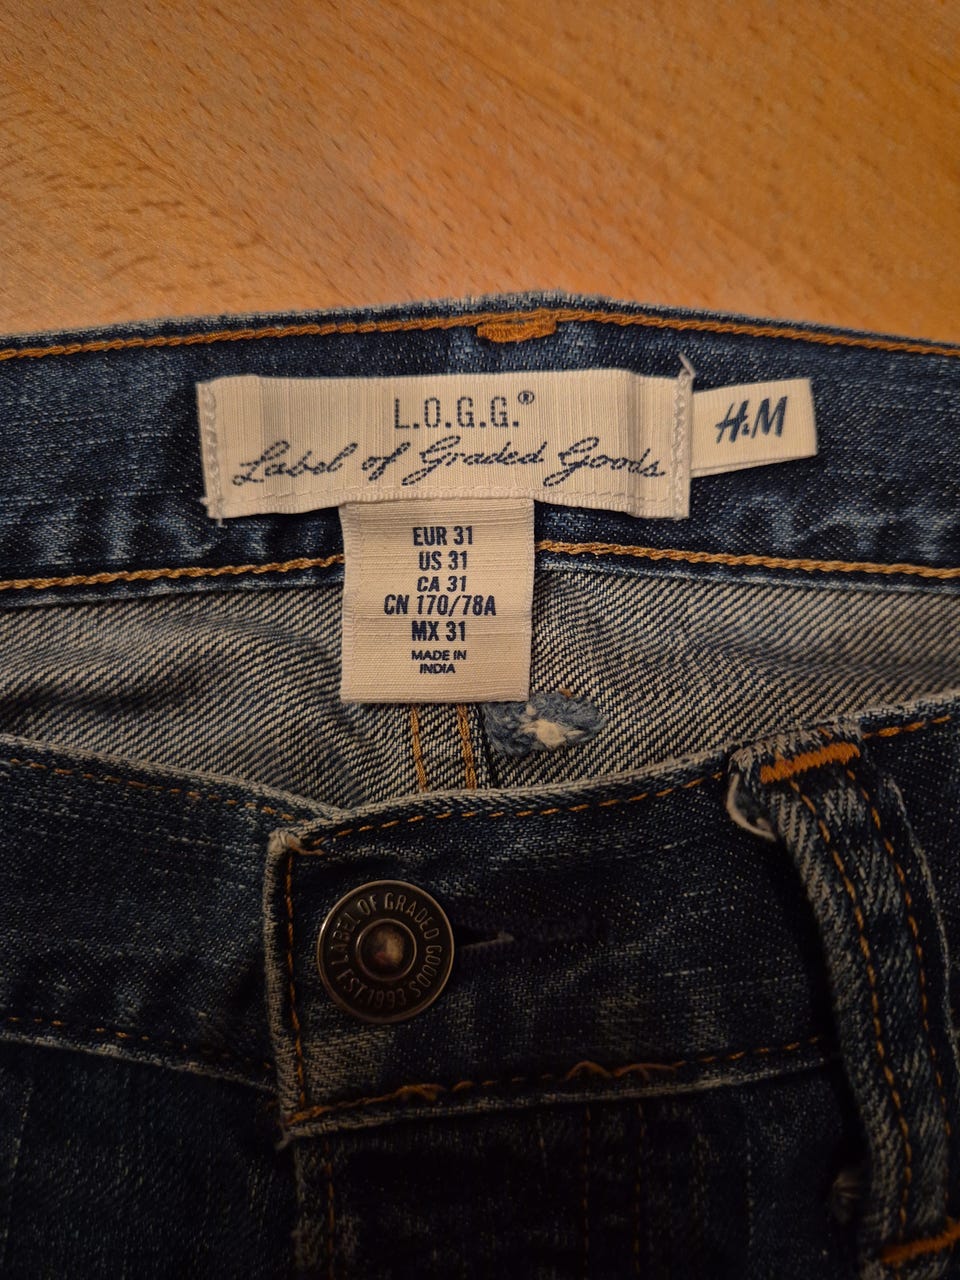 L.O.G.G.®
Label of Graded Goods
H&M
EUR 31
US 31
CA 31
CN 170/78A
MX 31
MADE IN
INDIA
LABEL OF GRADED GOODS
EST.1993